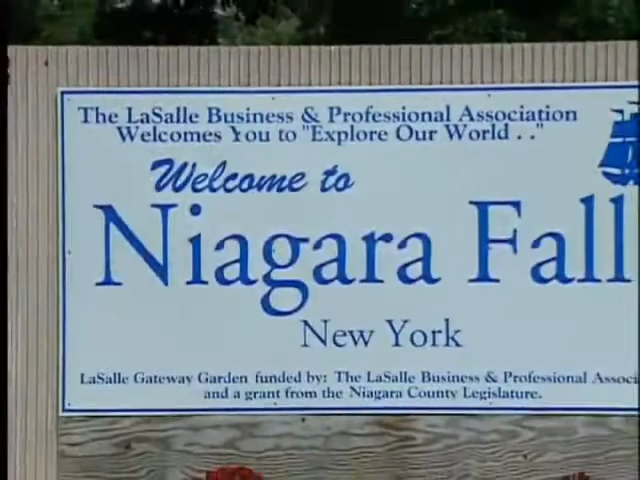 The LaSalle Business & Professional Association
Welcomes You to "Explore Our World . ."
Welcome to
Niagara Fall
New York
LaSalle Gateway Garden funded by: The LaSalle Business & Professional Associ
and a grant from the Niagara County Legislature.